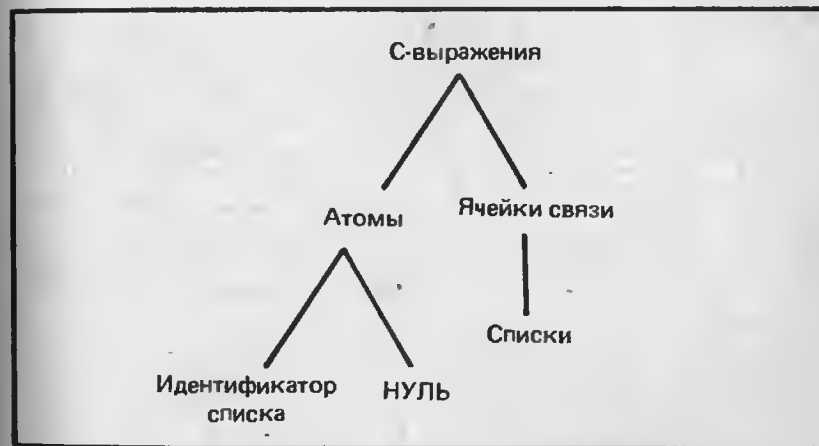 С-выражения
Атомы
Ячейки связи
Списки
Идентификатор
списка
НУЛЬ